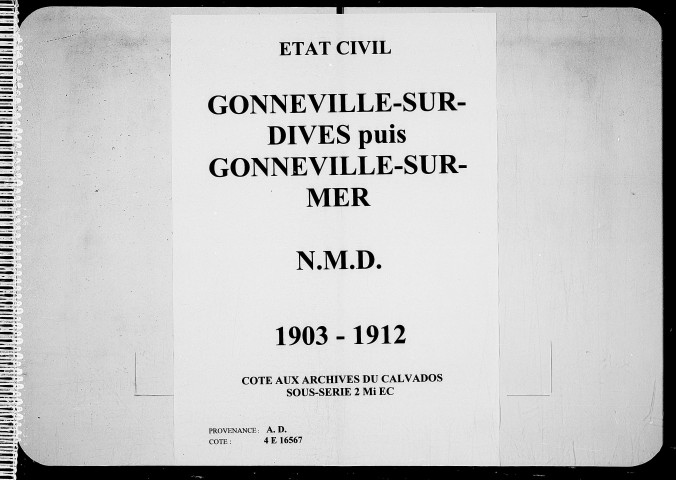 ETAT CIVIL
GONNEVILLE-SUR-
DIVES puis
GONNEVILLE-SUR-
MER
N.M.D.
1903 - 1912
COTE AUX ARCHIVES DU CALVADOS
SOUS-SERIE 2 Mi EC
PROVENANCE : A. D.
COTE : 4 E 16567